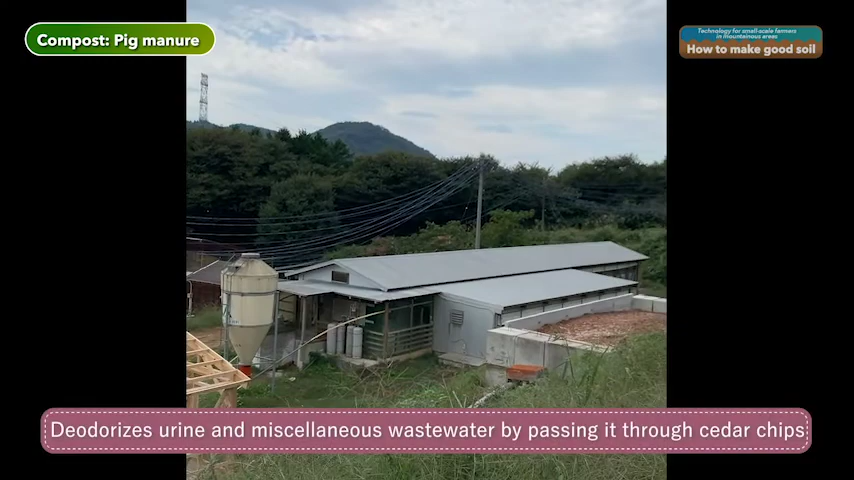 Compost: Pig manure
Technology for small-scale farmers
in mountainous areas
How to make good soil
Deodorizes urine and miscellaneous wastewater by passing it through cedar chips